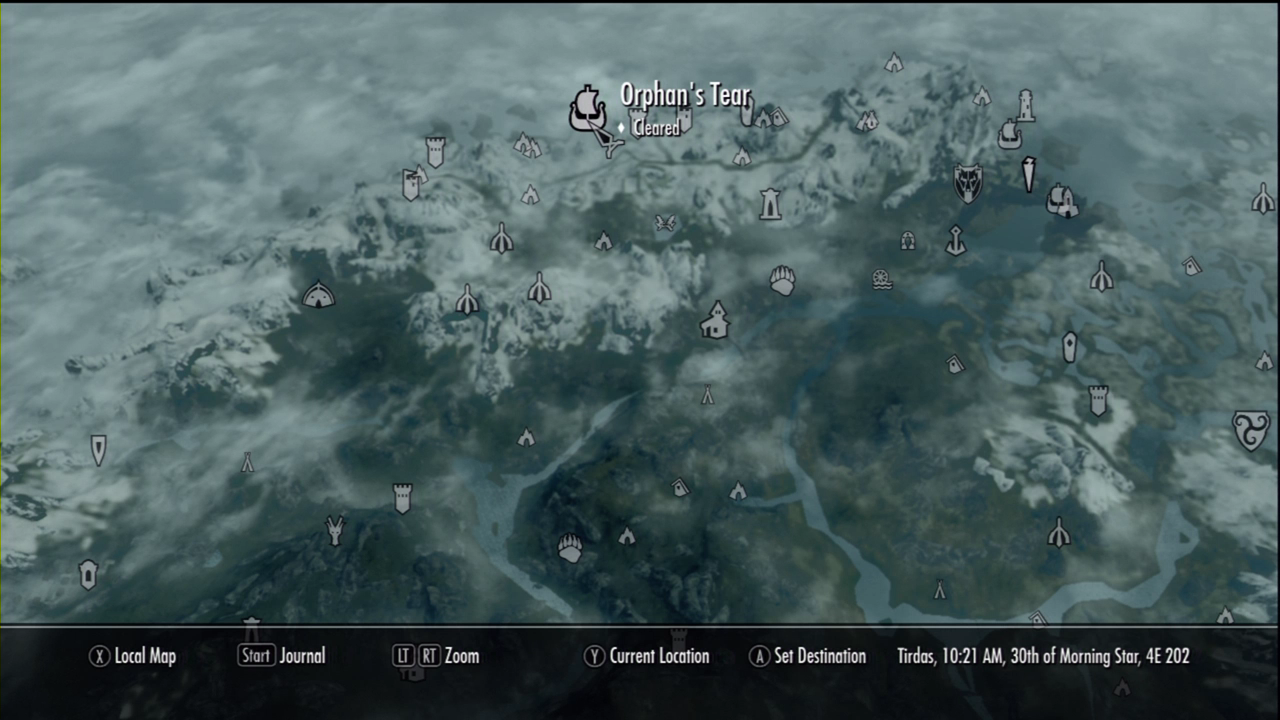 Orphan's Tear
Cleared
X Local Map Start Journal LT RT Zoom Y Current Location A Set Destination Tirdas, 10:21 AM, 30th of Morning Star, 4E 202